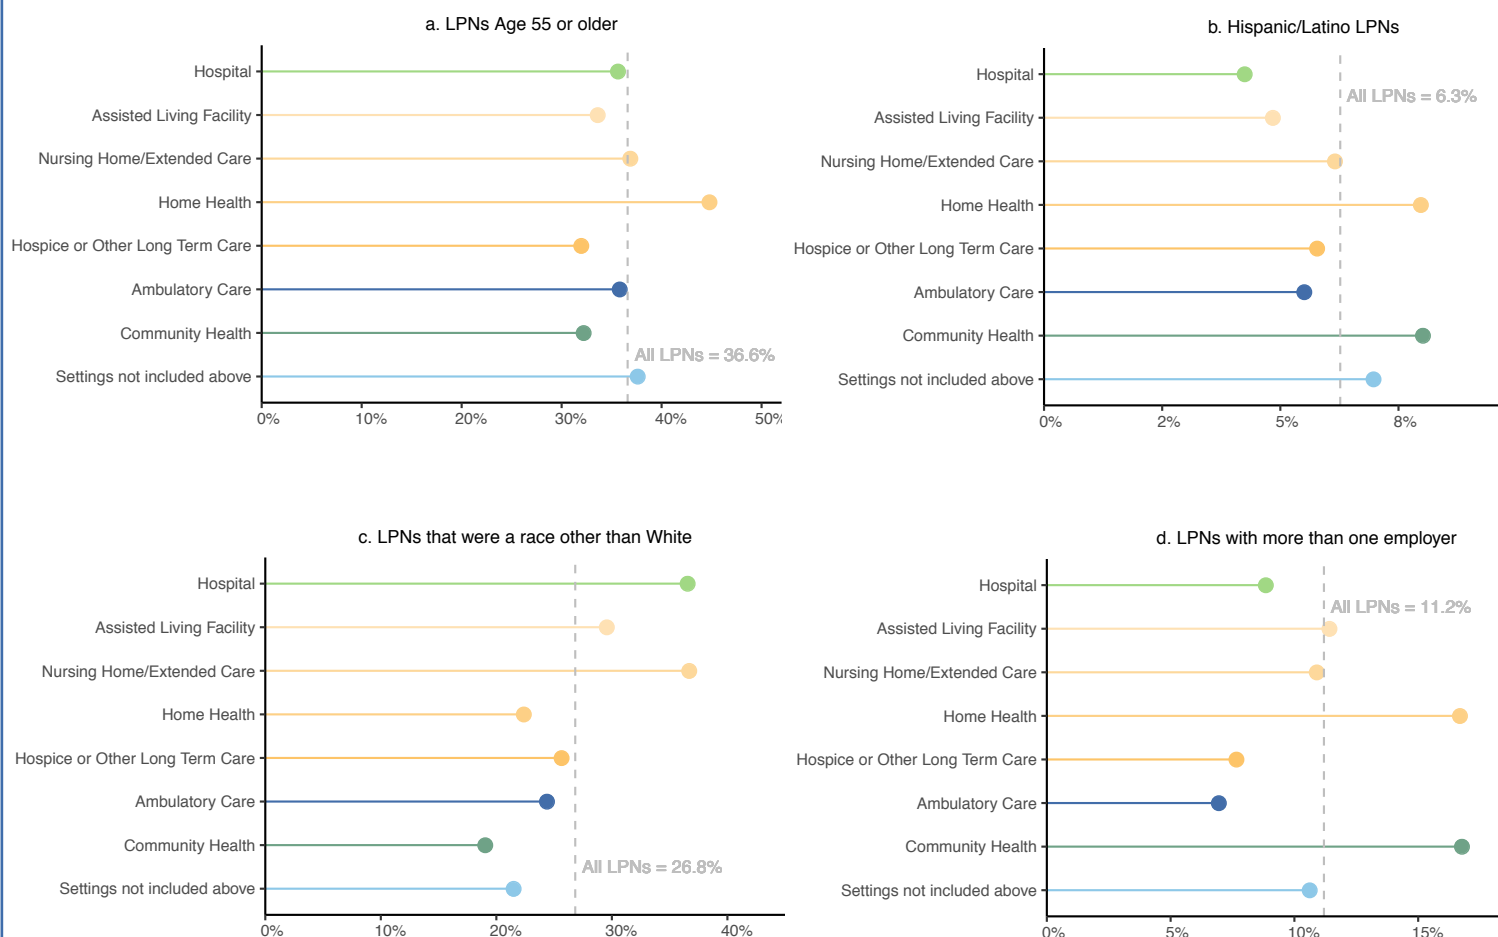 a. LPNs Age 55 or older
Hospital
Assisted Living Facility
Nursing Home/Extended Care
Home Health
Hospice or Other Long Term Care
Ambulatory Care
Community Health
Settings not included above
All LPNs = 36.6%
0% 10% 20% 30% 40% 50%
b. Hispanic/Latino LPNs
Hospital
Assisted Living Facility
Nursing Home/Extended Care
Home Health
Hospice or Other Long Term Care
Ambulatory Care
Community Health
Settings not included above
All LPNs = 6.3%
0% 2% 5% 8%
c. LPNs that were a race other than White
Hospital
Assisted Living Facility
Nursing Home/Extended Care
Home Health
Hospice or Other Long Term Care
Ambulatory Care
Community Health
Settings not included above
All LPNs = 26.8%
0% 10% 20% 30% 40%
d. LPNs with more than one employer
Hospital
Assisted Living Facility
Nursing Home/Extended Care
Home Health
Hospice or Other Long Term Care
Ambulatory Care
Community Health
Settings not included above
All LPNs = 11.2%
0% 5% 10% 15%